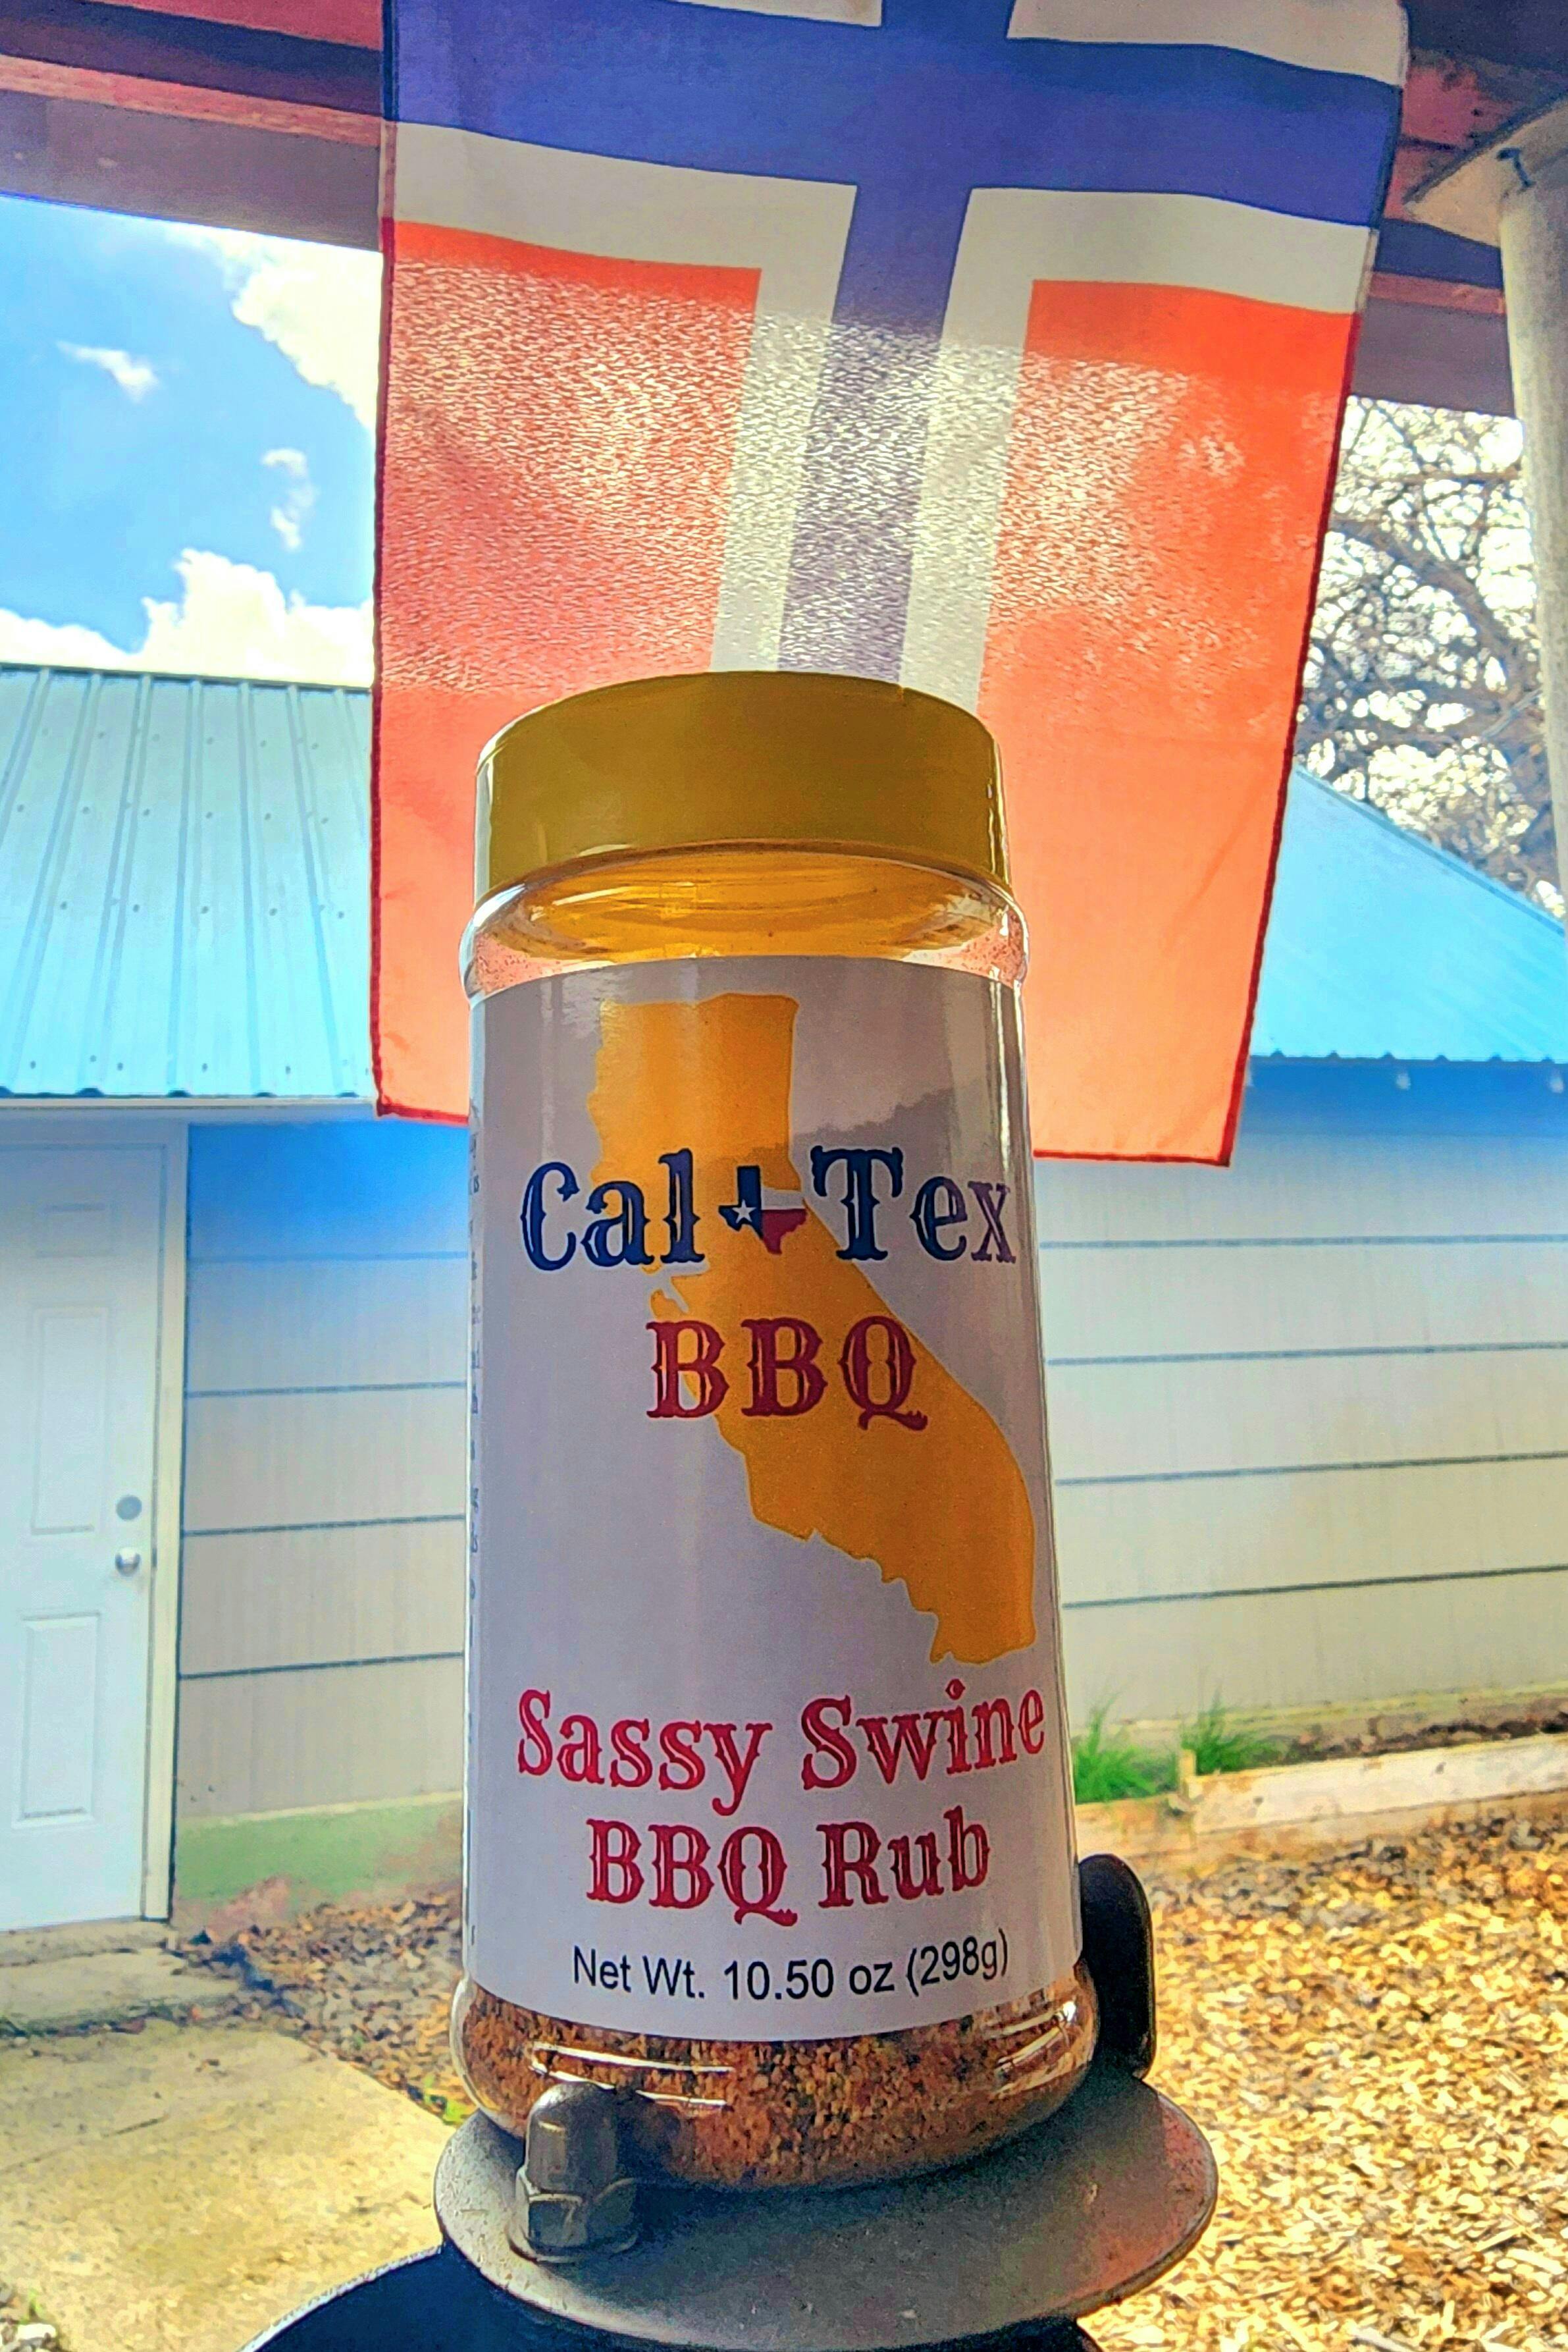 Cal Tex
BBQ
Sassy Swine
BBQ Rub
Net Wt. 10.50 oz (298g)